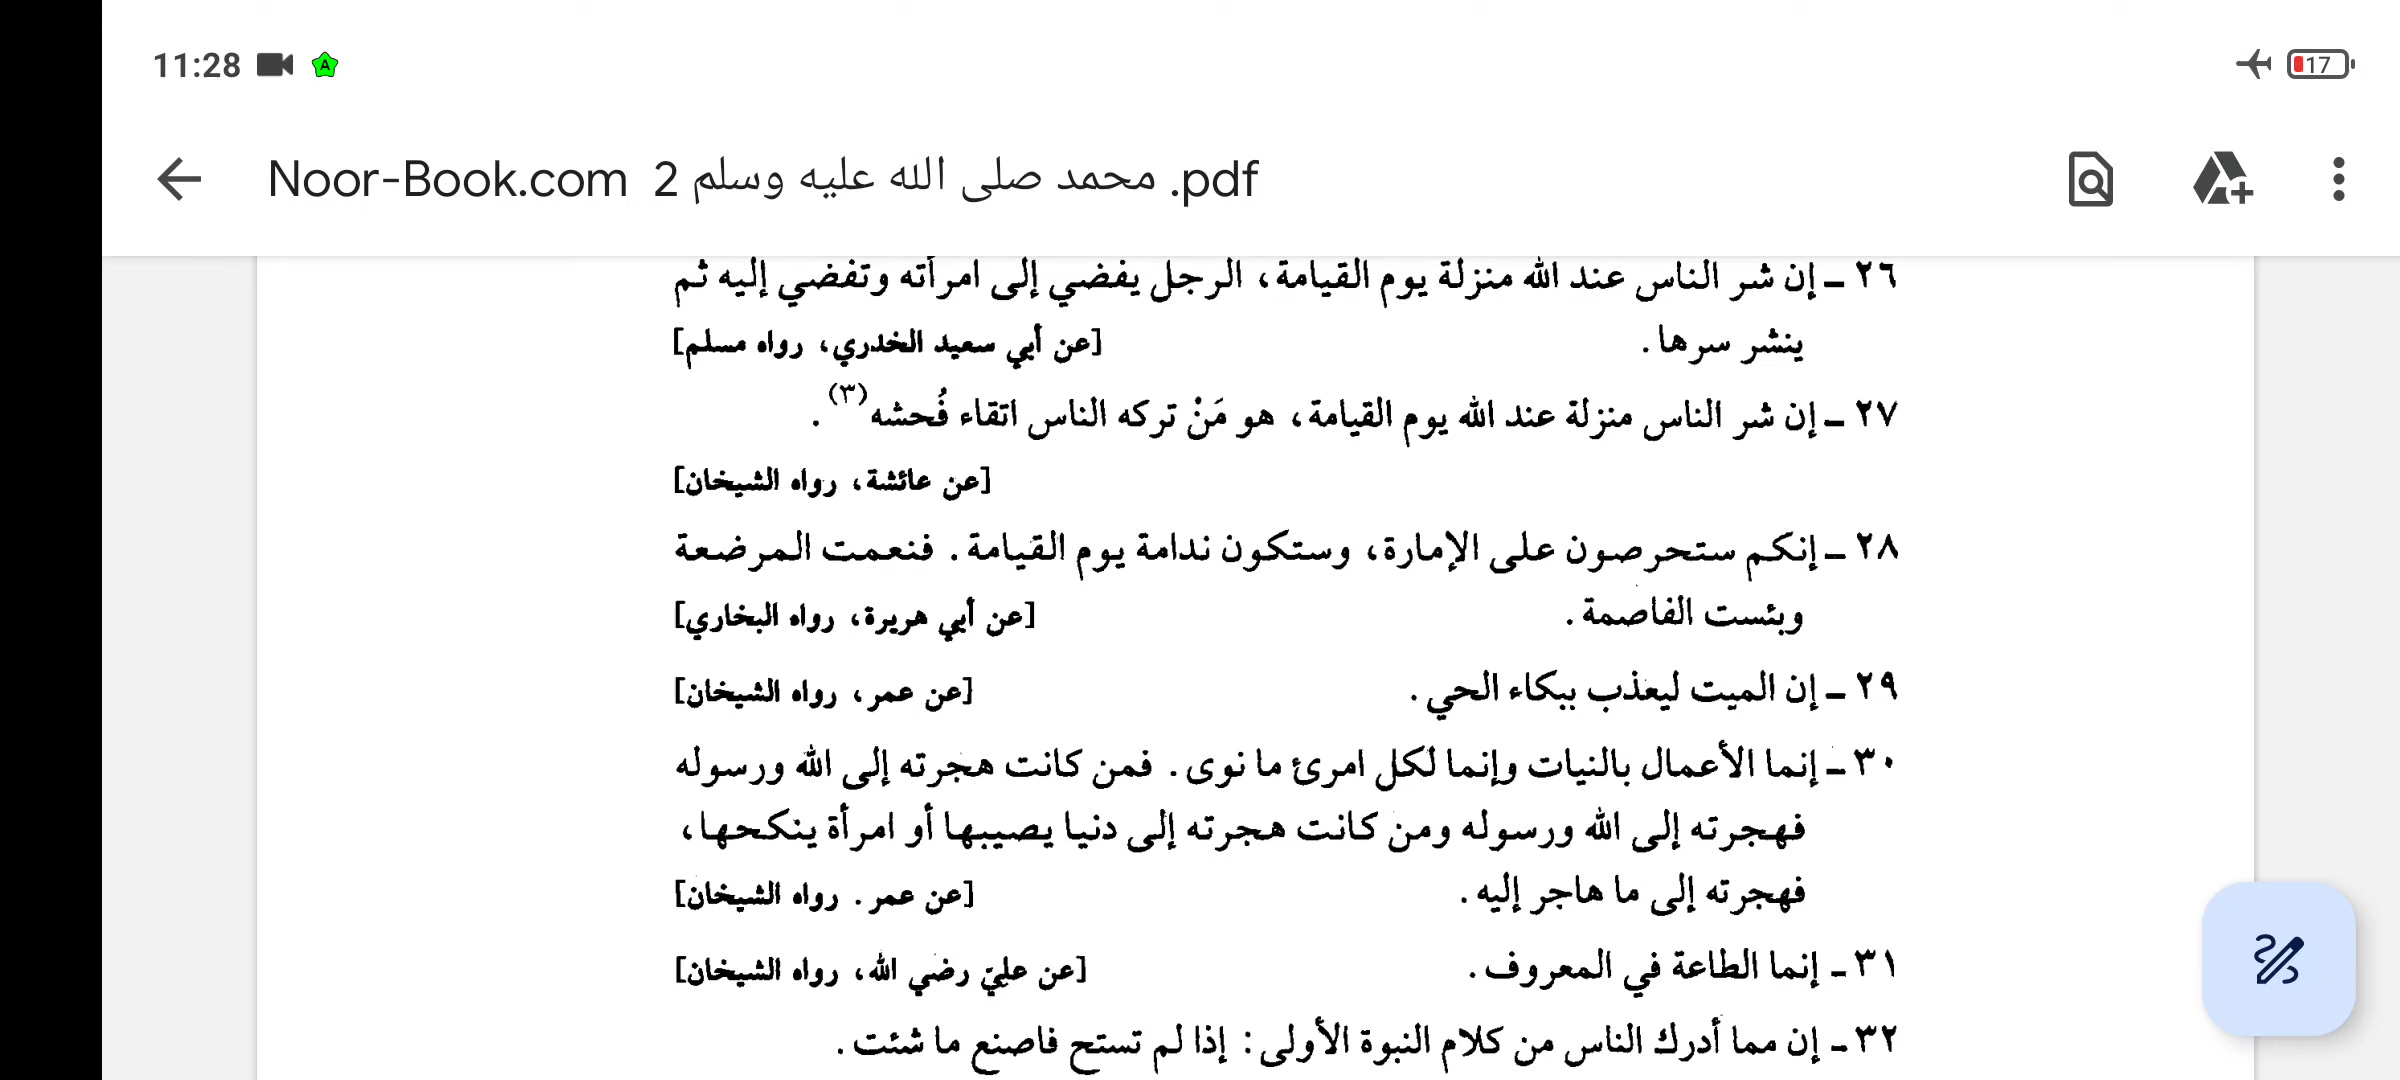 11:28
17
Noor-Book.com محمد صلى الله عليه وسلم 2 .pdf
٢٦ ـ إن شر الناس عند الله منزلة يوم القيامة، الرجل يفضي إلى امرأته وتفضي إليه ثم
ينشر سرها . [عن أبي سعيد الخدري، رواه مسلم]
٢٧ ـ إن شر الناس منزلة عند الله يوم القيامة، هو مَنْ تركه الناس اتقاء فُحشه(٣) .
[عن عائشة، رواه الشيخان]
٢٨ ـ إنكم ستحرصون على الإمارة، وستكون ندامة يوم القيامة . فنعمت المرضعة
وبئست الفاصمة . [عن أبي هريرة، رواه البخاري]
٢٩ ـ إن الميت ليعذب ببكاء الحي . [عن عمر، رواه الشيخان]
٣٠ ـ إنما الأعمال بالنيات وإنما لكل امرئ ما نوى . فمن كانت هجرته إلى الله ورسوله
فهجرته إلى الله ورسوله ومن كانت هجرته إلى دنيا يصيبها أو امرأة ينكحها،
فهجرته إلى ما هاجر إليه . [عن عمر . رواه الشيخان]
٣١ ـ إنما الطاعة في المعروف . [عن عليّ رضي الله، رواه الشيخان]
٣٢ ـ إن مما أدرك الناس من كلام النبوة الأولى : إذا لم تستح فاصنع ما شئت .